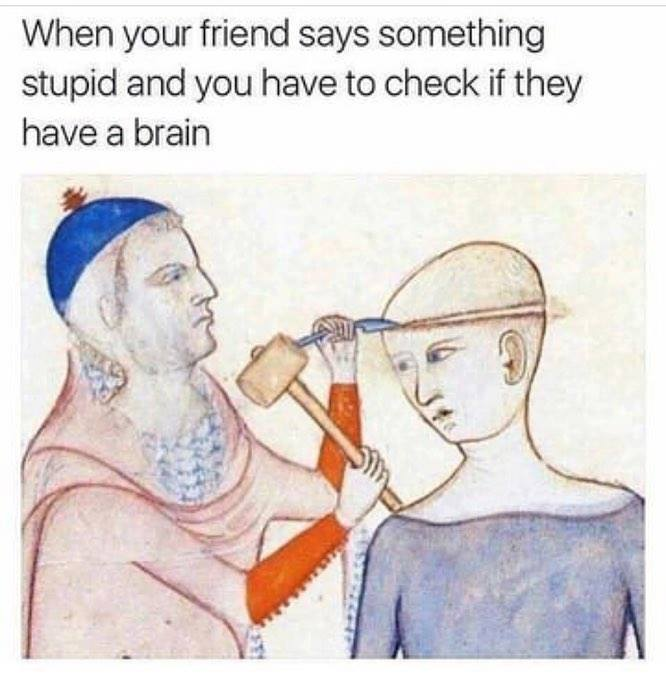 When your friend says something
stupid and you have to check if they
have a brain